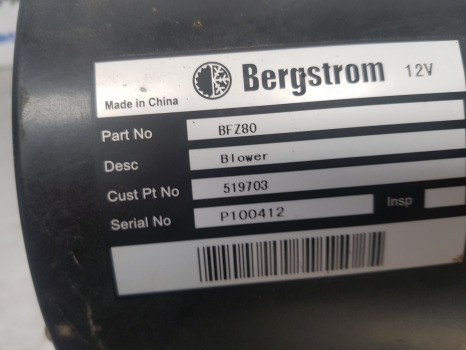 Bergstrom 12V
Made in China
Part No BFZ80
Desc Blower
Cust Pt No 519703
Serial No P100412 Insp